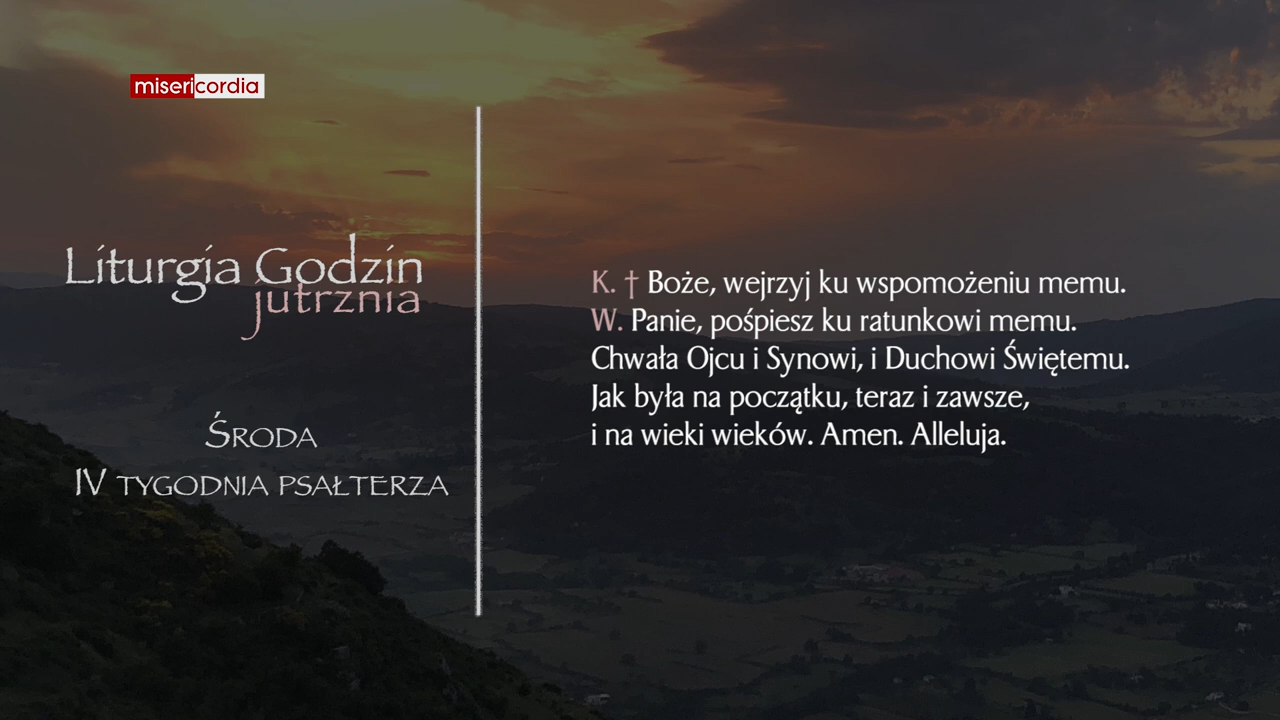 misericordia
Liturgia Godzin
jutrznia
Środa
IV tygodnia psałterza
K. † Boże, wejrzyj ku wspomożeniu memu.
W. Panie, pośpiesz ku ratunkowi memu.
Chwała Ojcu i Synowi, i Duchowi Świętemu.
Jak była na początku, teraz i zawsze,
i na wieki wieków. Amen. Alleluja.